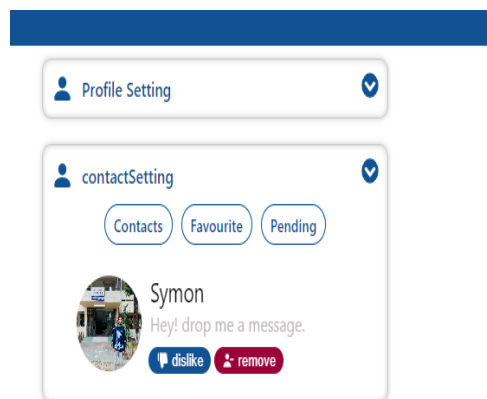 Profile Setting
contactSetting
Contacts Favourite Pending
Symon
Hey! drop me a message.
dislike remove